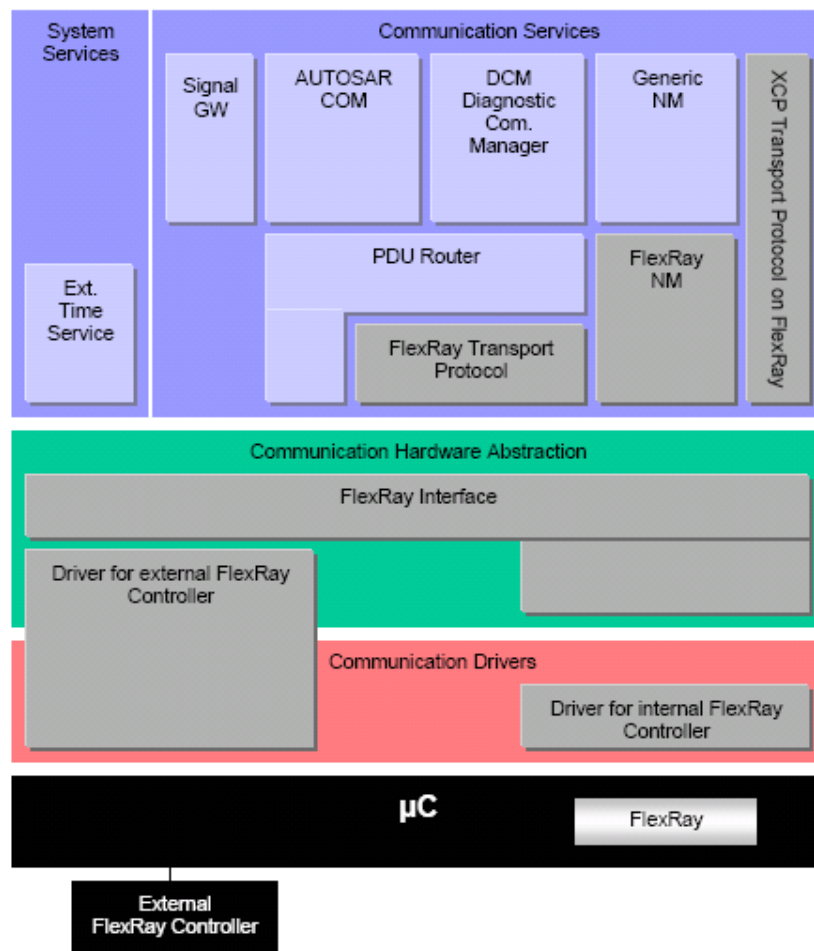 System
Services
Communication Services
Signal
GW
AUTOSAR
COM
DCM
Diagnostic
Com.
Manager
Generic
NM
XCP Transport Protocol on FlexRay
Ext.
Time
Service
PDU Router
FlexRay
NM
FlexRay Transport
Protocol
Communication Hardware Abstraction
FlexRay Interface
Driver for external FlexRay
Controller
Communication Drivers
Driver for internal FlexRay
Controller
µC
FlexRay
External
FlexRay Controller